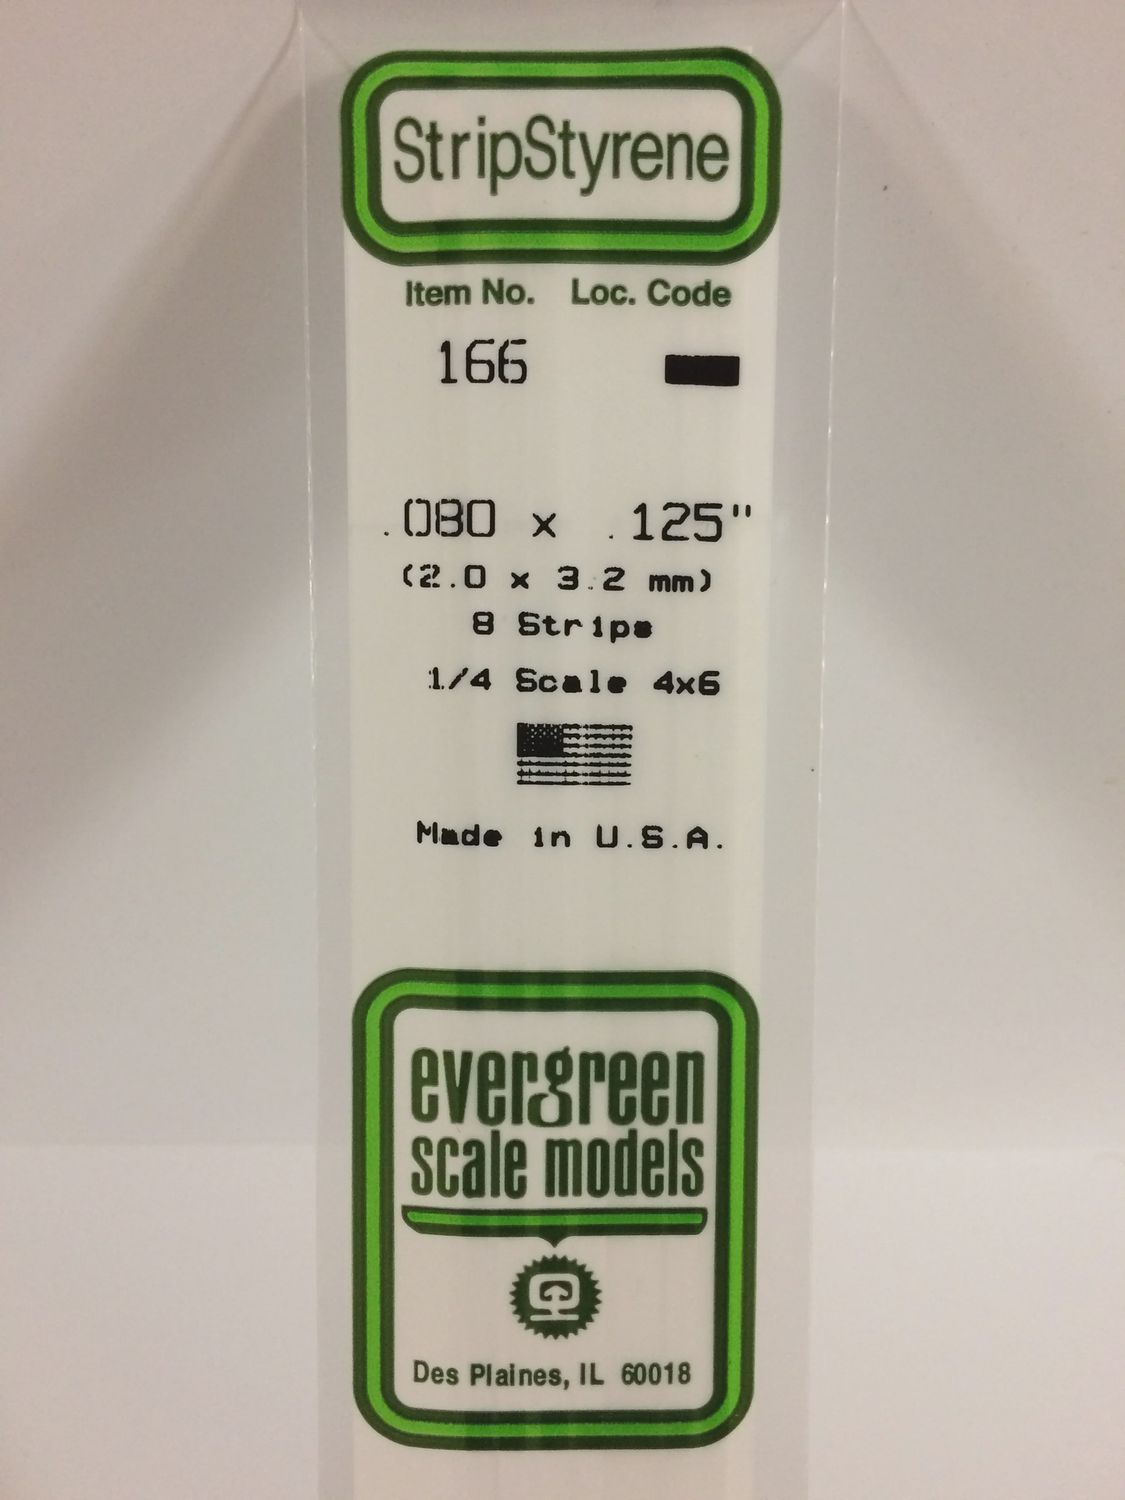 StripStyrene
Item No. Loc. Code
166
.080 x .125"
(2.0 x 3.2 mm)
8 Strips
1/4 Scale 4x6
Made in U.S.A.
evergreen
scale models
Des Plaines, IL 60018